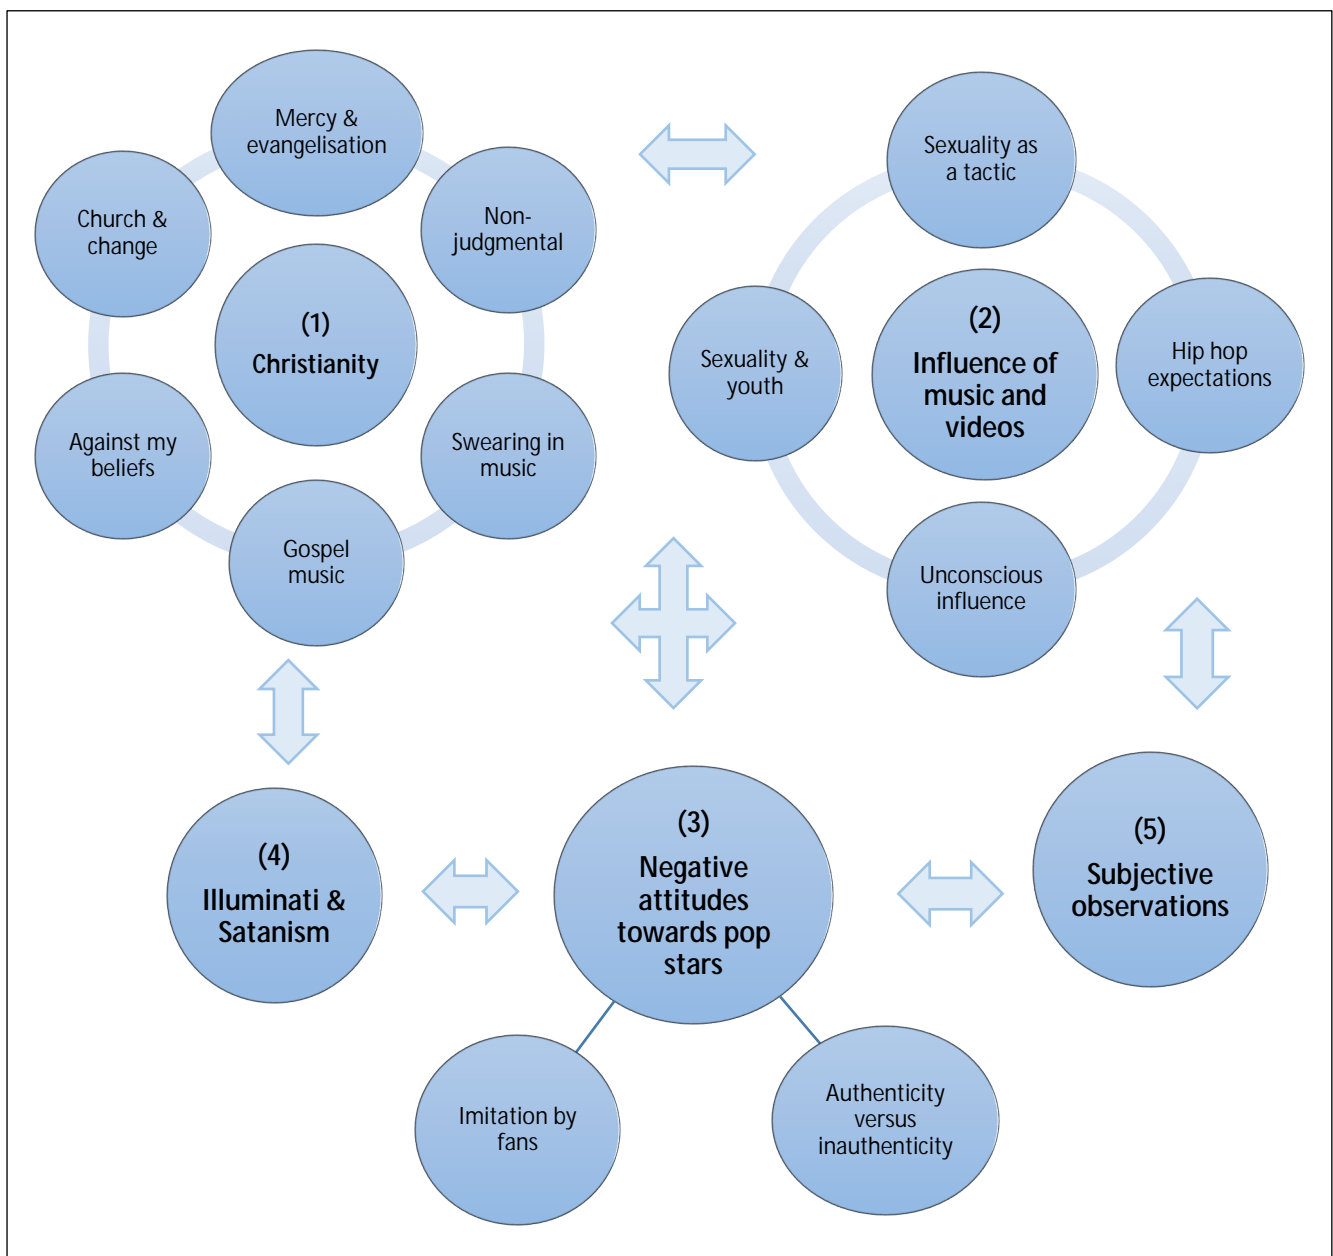 Mercy &
evangelisation
Church &
change
Non-
judgmental
(1)
Christianity
Against my
beliefs
Swearing in
music
Gospel
music
Sexuality as
a tactic
Sexuality &
youth
(2)
Influence of
music and
videos
Hip hop
expectations
Unconscious
influence
(4)
Illuminati &
Satanism
(3)
Negative
attitudes
towards pop
stars
(5)
Subjective
observations
Imitation by
fans
Authenticity
versus
inauthenticity